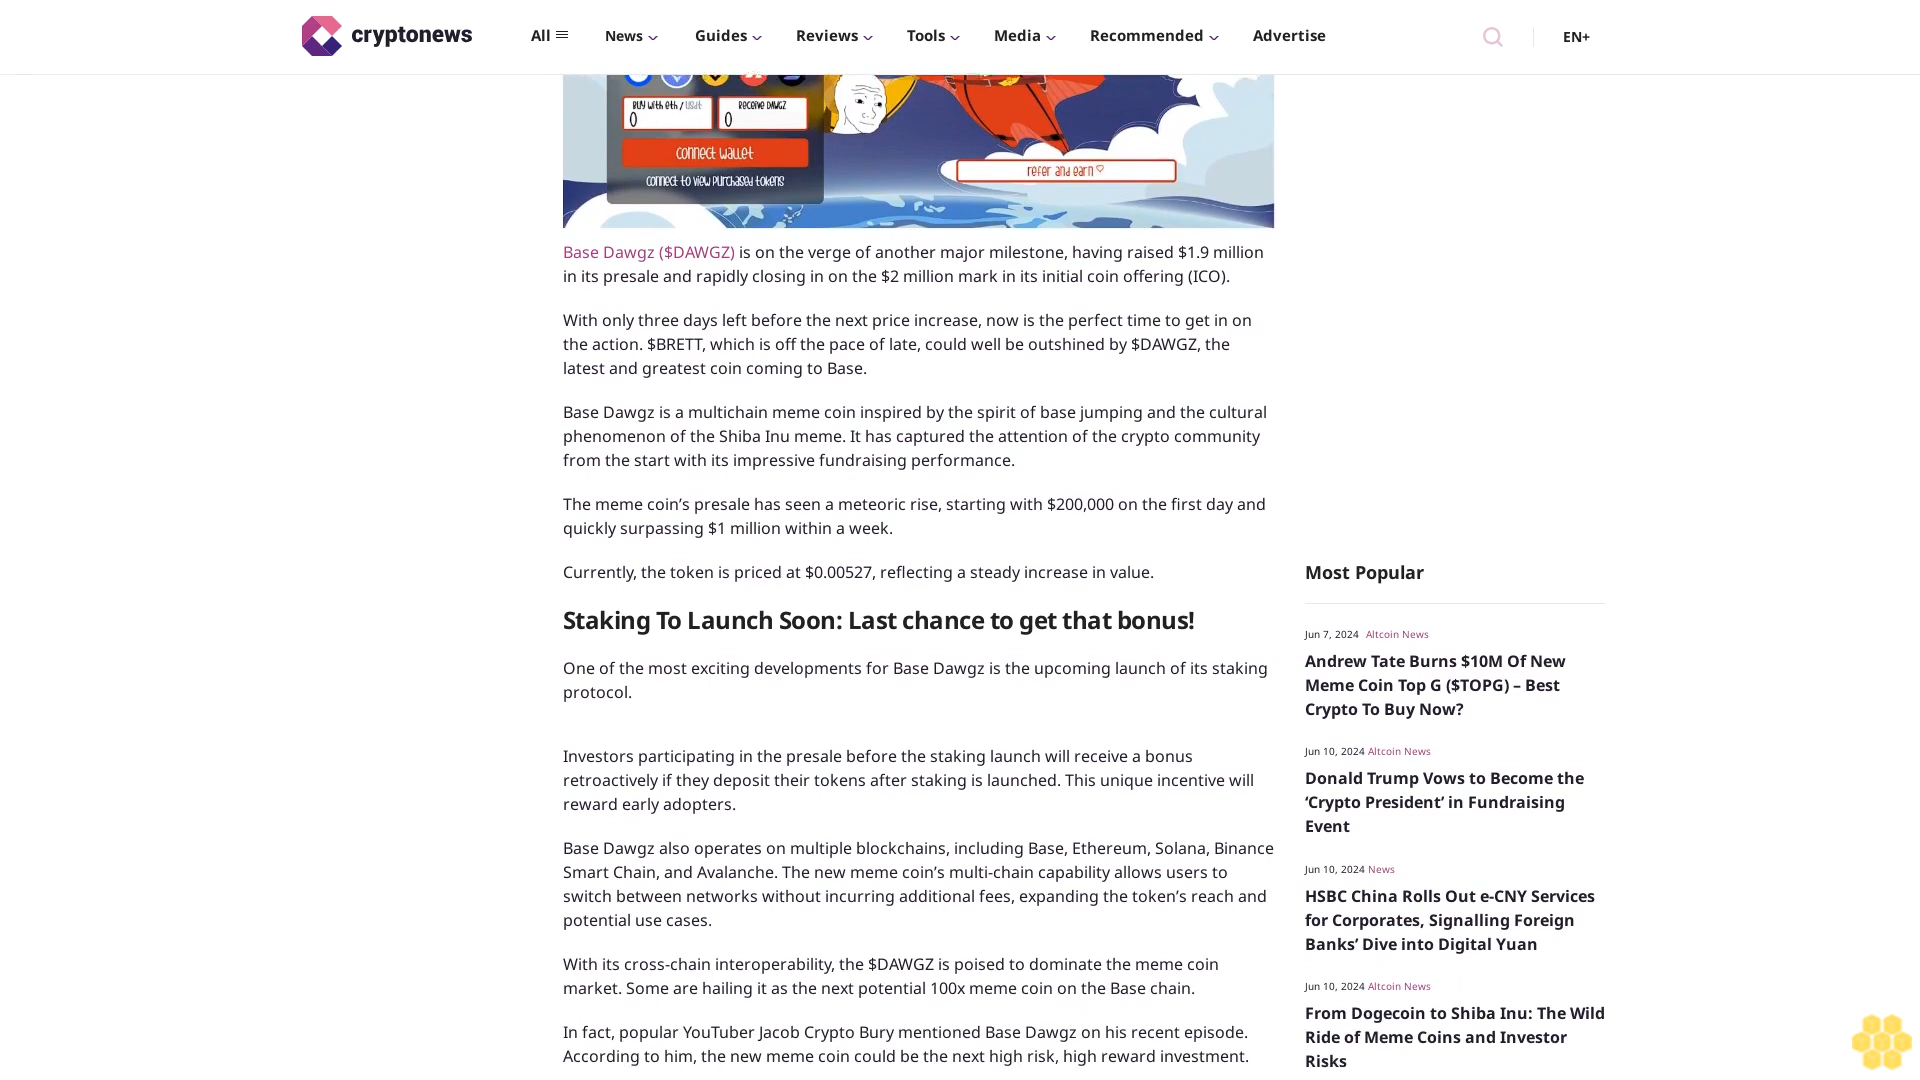 cryptonews
All
News
Guides
Reviews
Tools
Media
Recommended
Advertise
EN+
Buy with eth / usdt
0
Receive DAWGZ
0
connect wallet
connect to view purchased tokens
refer and earn
Base Dawgz ($DAWGZ) is on the verge of another major milestone, having raised $1.9 million
in its presale and rapidly closing in on the $2 million mark in its initial coin offering (ICO).
With only three days left before the next price increase, now is the perfect time to get in on
the action. $BRETT, which is off the pace of late, could well be outshined by $DAWGZ, the
latest and greatest coin coming to Base.
Base Dawgz is a multichain meme coin inspired by the spirit of base jumping and the cultural
phenomenon of the Shiba Inu meme. It has captured the attention of the crypto community
from the start with its impressive fundraising performance.
The meme coin’s presale has seen a meteoric rise, starting with $200,000 on the first day and
quickly surpassing $1 million within a week.
Currently, the token is priced at $0.00527, reflecting a steady increase in value.
Staking To Launch Soon: Last chance to get that bonus!
One of the most exciting developments for Base Dawgz is the upcoming launch of its staking
protocol.
Investors participating in the presale before the staking launch will receive a bonus
retroactively if they deposit their tokens after staking is launched. This unique incentive will
reward early adopters.
Base Dawgz also operates on multiple blockchains, including Base, Ethereum, Solana, Binance
Smart Chain, and Avalanche. The new meme coin’s multi-chain capability allows users to
switch between networks without incurring additional fees, expanding the token’s reach and
potential use cases.
With its cross-chain interoperability, the $DAWGZ is poised to dominate the meme coin
market. Some are hailing it as the next potential 100x meme coin on the Base chain.
In fact, popular YouTuber Jacob Crypto Bury mentioned Base Dawgz on his recent episode.
According to him, the new meme coin could be the next high risk, high reward investment.
Most Popular
Jun 7, 2024 Altcoin News
Andrew Tate Burns $10M Of New
Meme Coin Top G ($TOPG) – Best
Crypto To Buy Now?
Jun 10, 2024 Altcoin News
Donald Trump Vows to Become the
‘Crypto President’ in Fundraising
Event
Jun 10, 2024 News
HSBC China Rolls Out e-CNY Services
for Corporates, Signalling Foreign
Banks’ Dive into Digital Yuan
Jun 10, 2024 Altcoin News
From Dogecoin to Shiba Inu: The Wild
Ride of Meme Coins and Investor
Risks